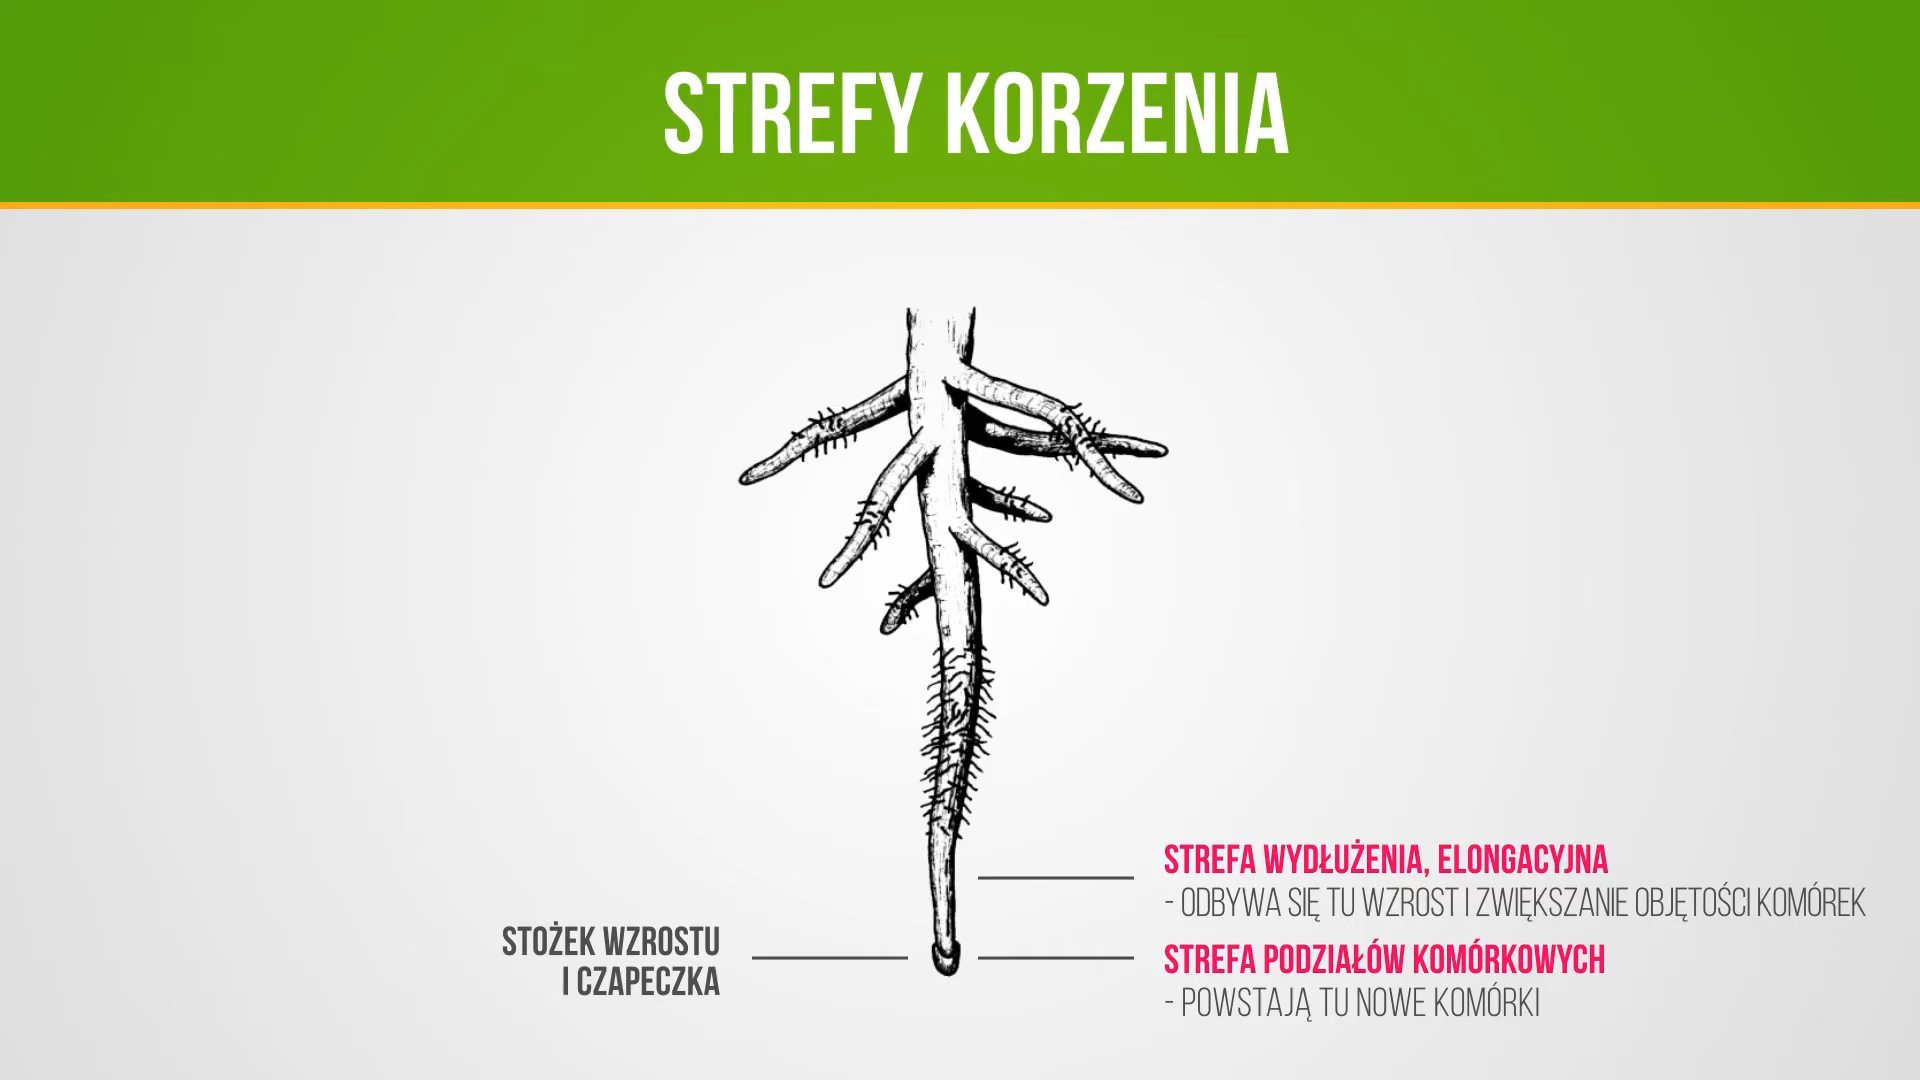 STREFY KORZENIA
STREFA WYDŁUŻENIA, ELONGACYJNA
- ODBYWA SIĘ TU WZROST I ZWIĘKSZANIE OBJĘTOŚCI KOMÓREK
STOŻEK WZROSTU
I CZAPECZKA
STREFA PODZIAŁÓW KOMÓRKOWYCH
- POWSTAJĄ TU NOWE KOMÓRKI